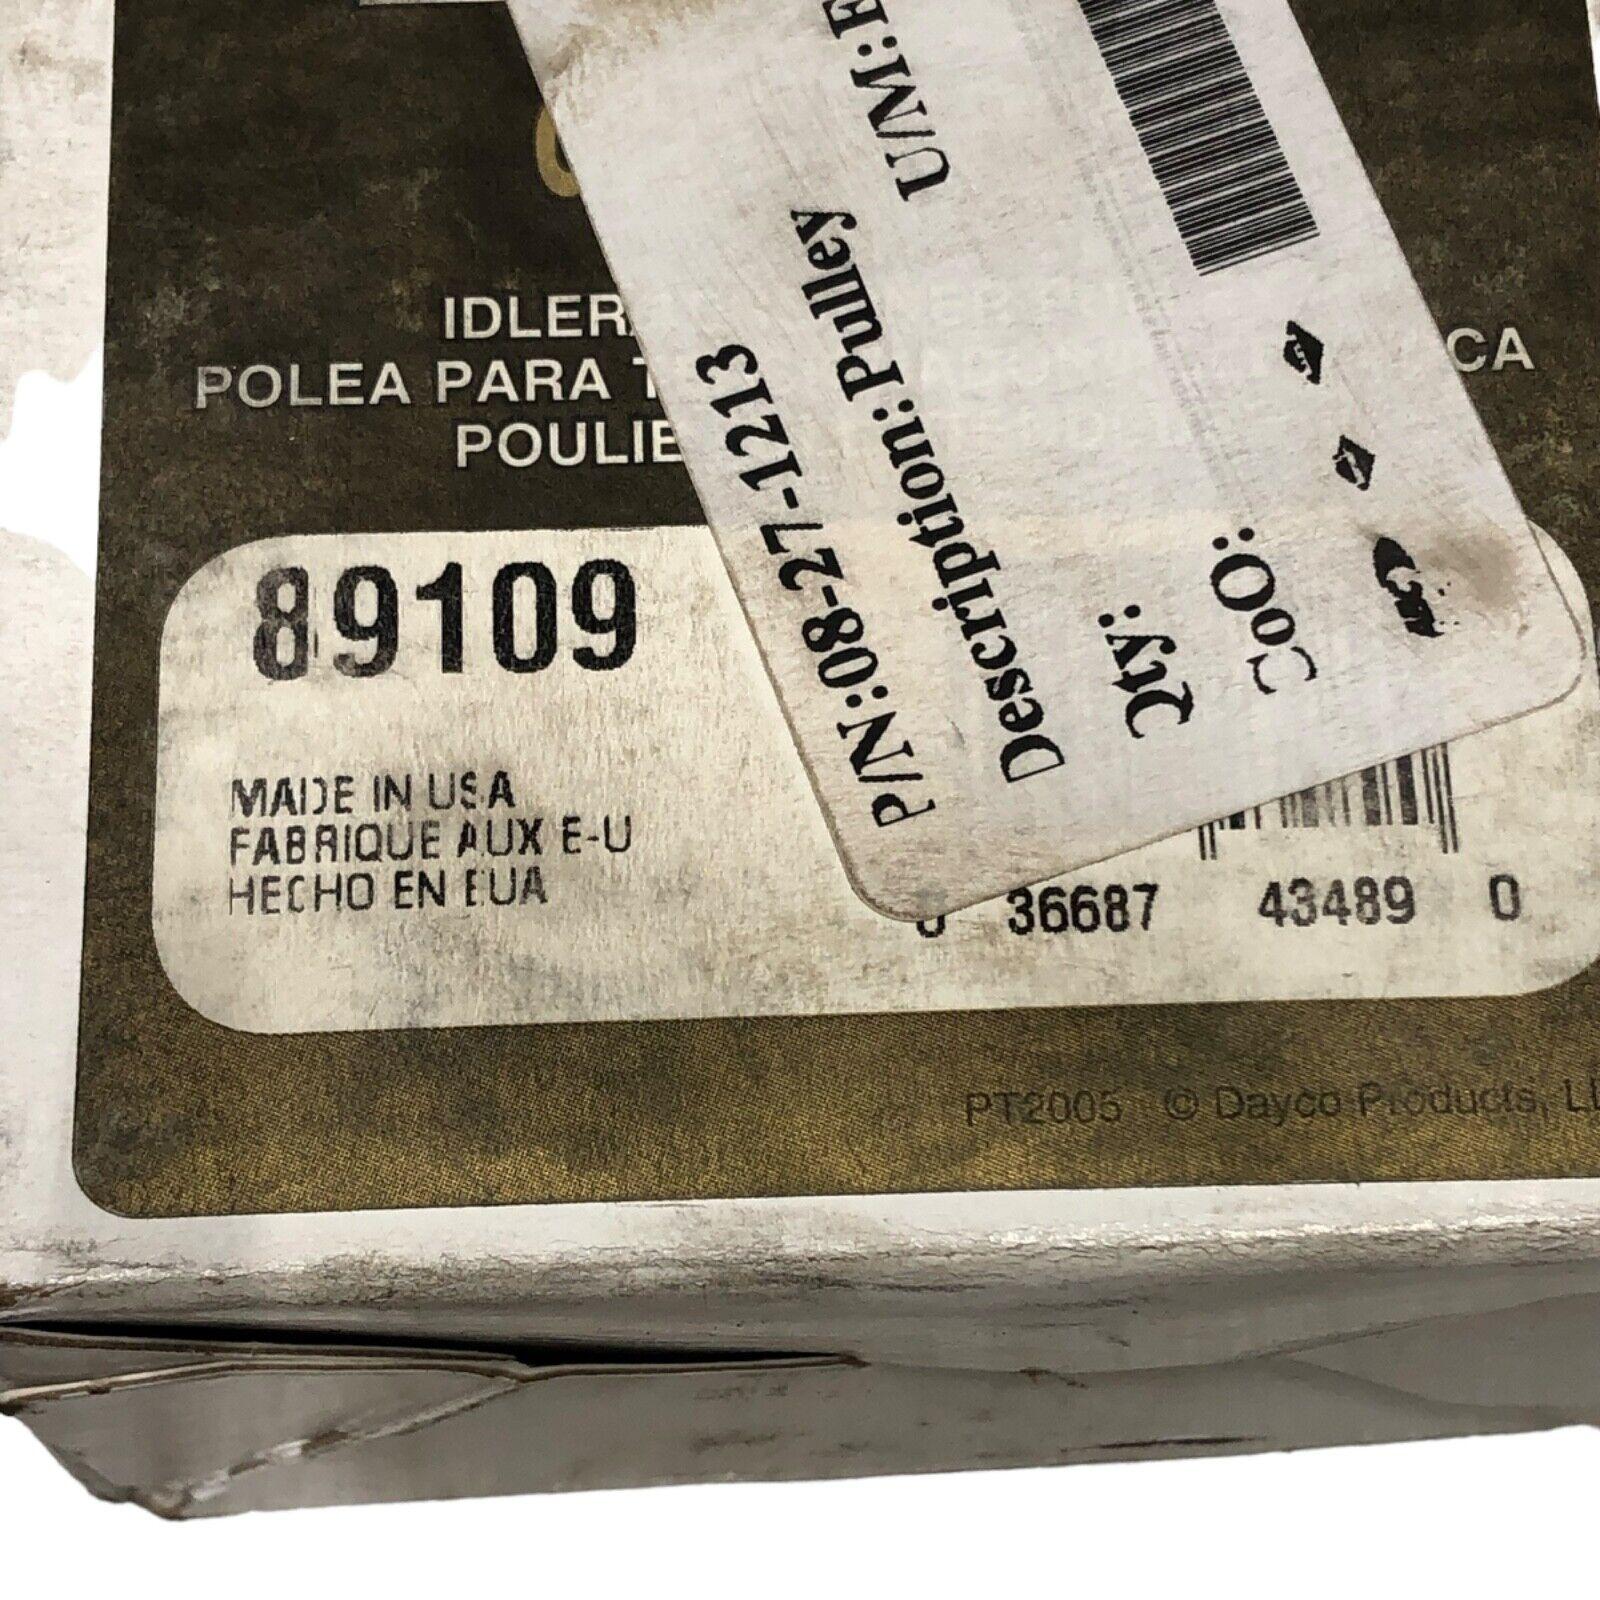 IDLER
POLEA PARA
CA
POULIE
89109
MADE IN USA
FABRIQUE AUX E-U
HECHO EN EUA
36687 43489 0
PT2005 © Dayco Products,
P/N:08-27-1213
Description:Pulley U/M:E
Qty:
CoO: